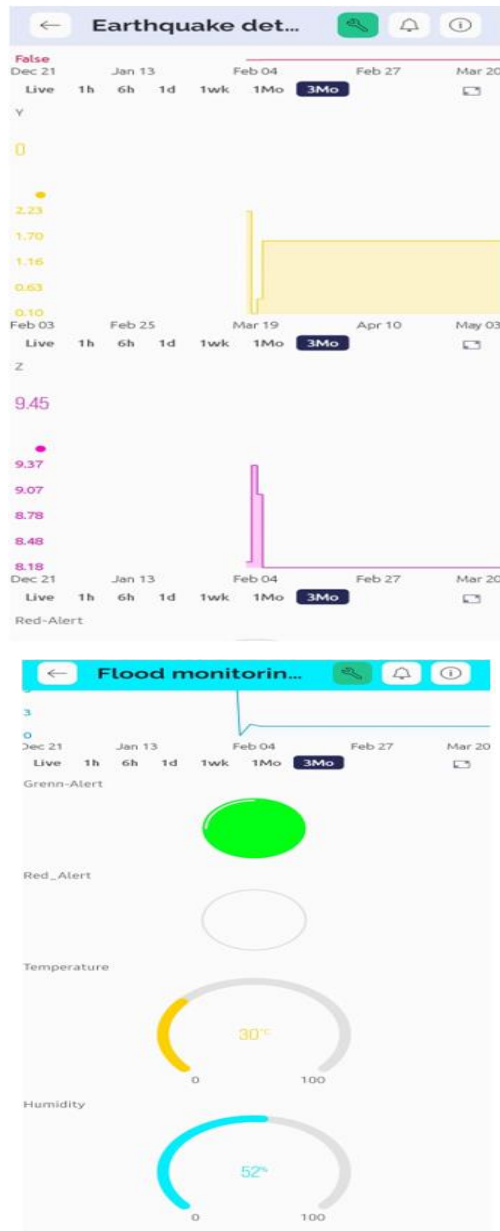 Earthquake det...
False
Dec 21 Jan 13 Feb 04 Feb 27 Mar 20
Live 1h 6h 1d 1wk 1Mo 3Mo
Y
0
2.23
1.70
1.16
0.63
0.10
Feb 03 Feb 25 Mar 19 Apr 10 May 03
Live 1h 6h 1d 1wk 1Mo 3Mo
Z
9.45
9.37
9.07
8.78
8.48
8.18
Dec 21 Jan 13 Feb 04 Feb 27 Mar 20
Live 1h 6h 1d 1wk 1Mo 3Mo
Red-Alert
Flood monitorin...
3
0
Dec 21 Jan 13 Feb 04 Feb 27 Mar 20
Live 1h 6h 1d 1wk 1Mo 3Mo
Grenn-Alert
Red_Alert
Temperature
30°C
0 100
Humidity
52%
0 100